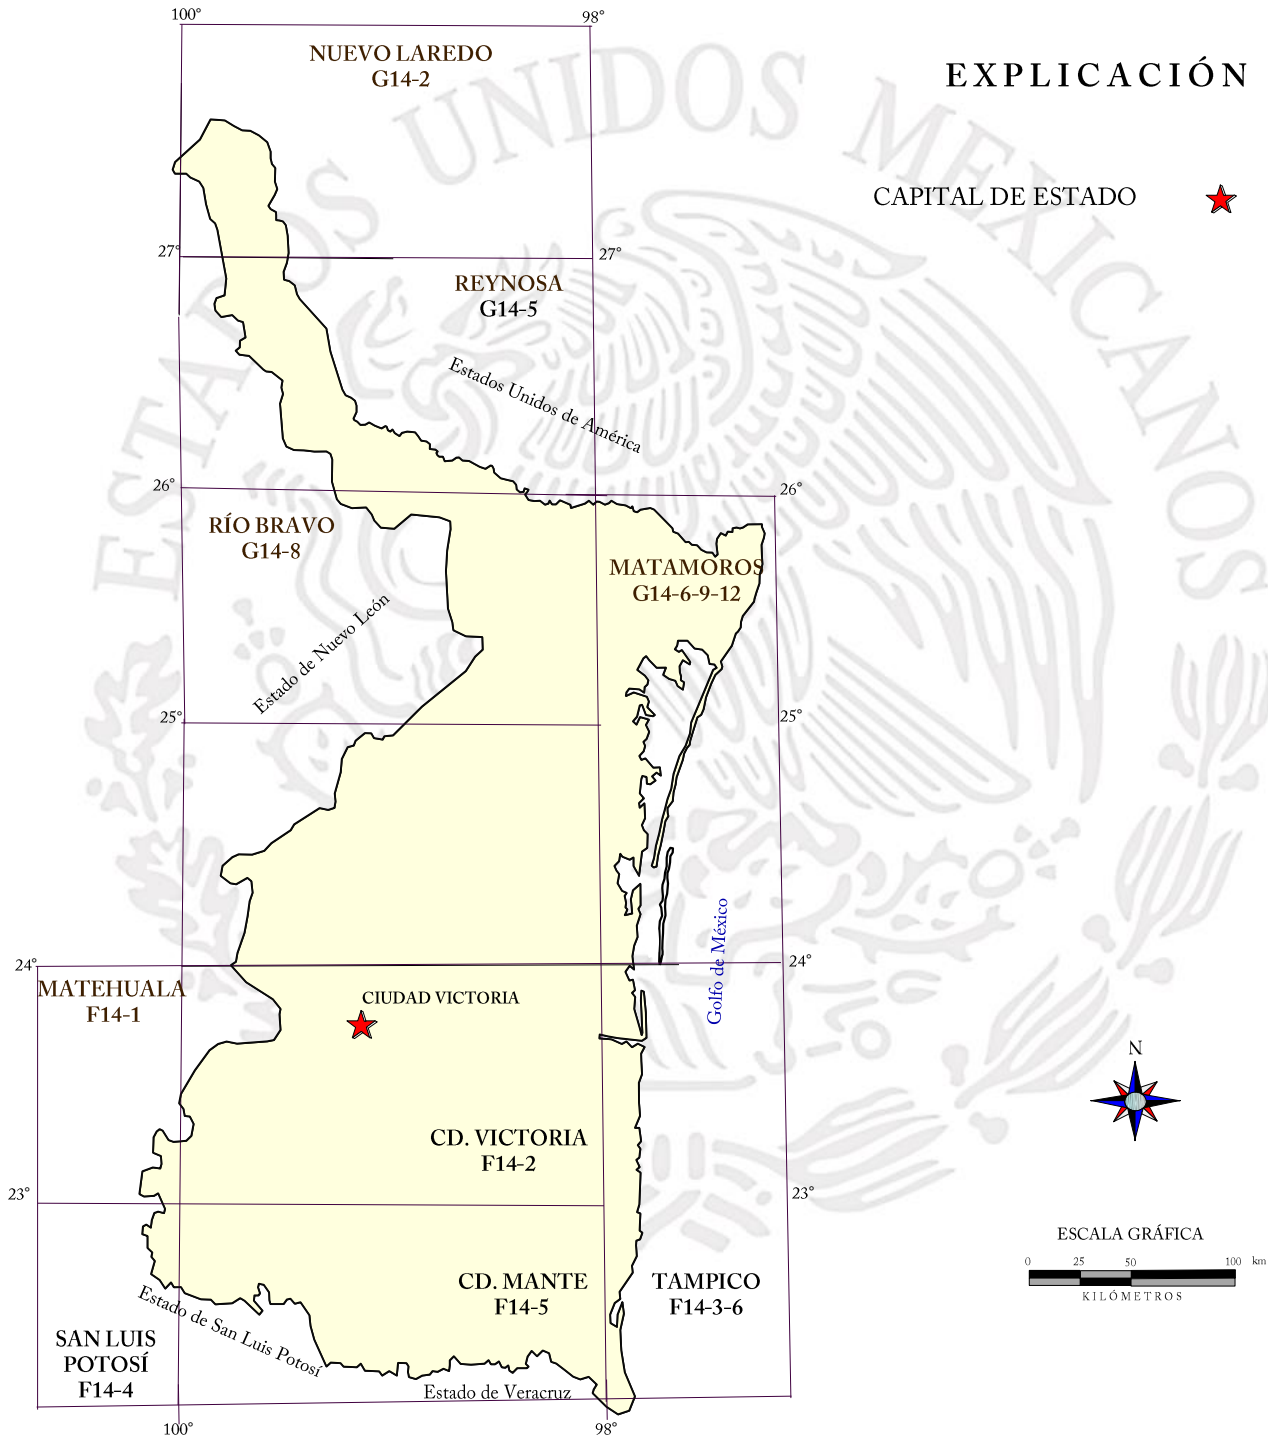 100°
98°
NUEVO LAREDO
G14-2
EXPLICACIÓN
ESTADOS UNIDOS MEXICANOS
CAPITAL DE ESTADO
27°
27°
REYNOSA
G14-5
Estados Unidos de América
26°
26°
RÍO BRAVO
G14-8
MATAMOROS
G14-6-9-12
Estado de Nuevo León
25°
25°
Golfo de México
24°
24°
MATEHUALA
F14-1
CIUDAD VICTORIA
N
CD. VICTORIA
F14-2
23°
23°
ESCALA GRÁFICA
0 25 50 100 km
KILÓMETROS
CD. MANTE
F14-5
TAMPICO
F14-3-6
Estado de San Luis Potosí
SAN LUIS
POTOSÍ
F14-4
Estado de Veracruz
100°
98°